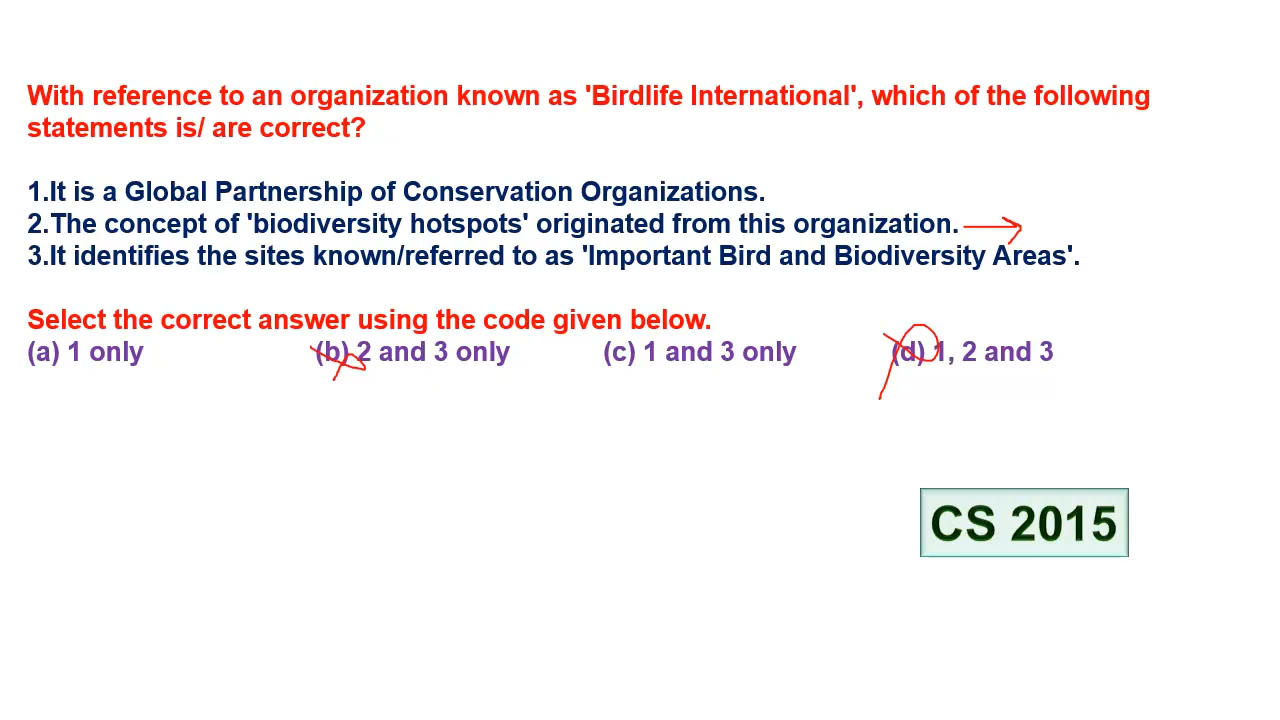 With reference to an organization known as 'Birdlife International', which of the following
statements is/ are correct?
1.It is a Global Partnership of Conservation Organizations.
2.The concept of 'biodiversity hotspots' originated from this organization.
3.It identifies the sites known/referred to as 'Important Bird and Biodiversity Areas'.
Select the correct answer using the code given below.
(a) 1 only (b) 2 and 3 only (c) 1 and 3 only (d) 1, 2 and 3
CS 2015